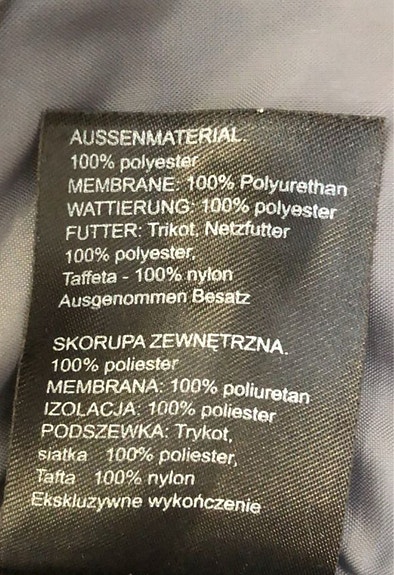 AUSSENMATERIAL.
100% polyester
MEMBRANE: 100% Polyurethan
WATTIERUNG: 100% polyester
FUTTER: Trikot, Netzfutter
100% polyester,
Taffeta - 100% nylon
Ausgenommen Besatz
SKORUPA ZEWNĘTRZNA.
100% poliester
MEMBRANA: 100% poliuretan
IZOLACJA: 100% poliester
PODSZEWKA: Trykot,
siatka 100% poliester,
Tafta 100% nylon
Ekskluzywne wykończenie